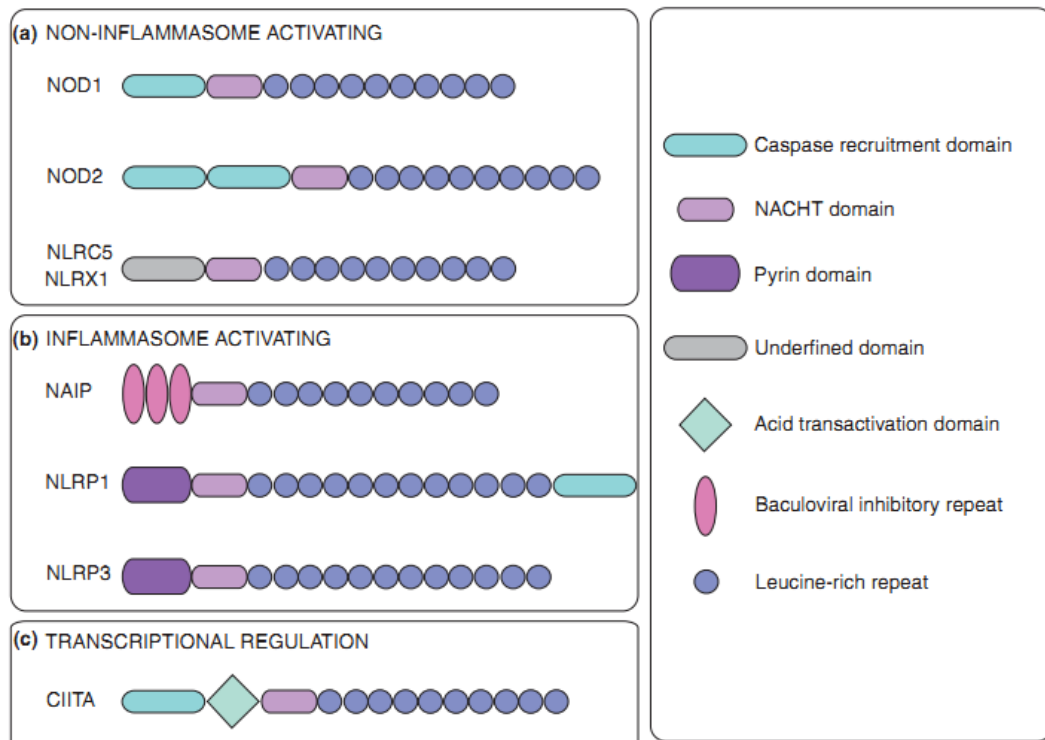 (a) NON-INFLAMMASOME ACTIVATING
NOD1
NOD2
NLRC5
NLRX1
(b) INFLAMMASOME ACTIVATING
NAIP
NLRP1
NLRP3
(c) TRANSCRIPTIONAL REGULATION
CIITA
Caspase recruitment domain
NACHT domain
Pyrin domain
Underfined domain
Acid transactivation domain
Baculoviral inhibitory repeat
Leucine-rich repeat